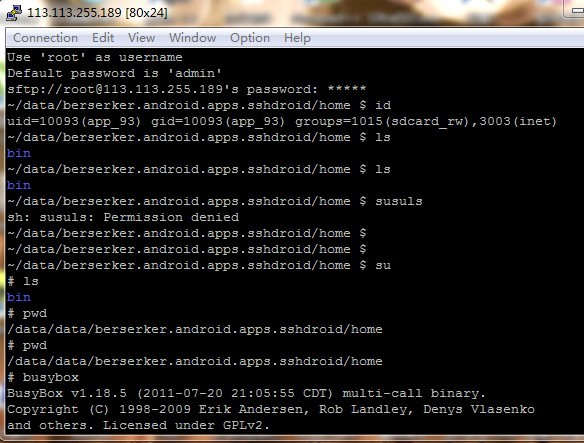 113.113.255.189 [80x24]
Connection Edit View Window Option Help
Use 'root' as username
Default password is 'admin'
sftp://root@113.113.255.189's password: *****
~/data/berserker.android.apps.sshdroid/home $ id
uid=10093(app_93) gid=10093(app_93) groups=1015(sdcard_rw),3003(inet)
~/data/berserker.android.apps.sshdroid/home $ ls
bin
~/data/berserker.android.apps.sshdroid/home $ ls
bin
~/data/berserker.android.apps.sshdroid/home $ susuls
sh: susuls: Permission denied
~/data/berserker.android.apps.sshdroid/home $
~/data/berserker.android.apps.sshdroid/home $
~/data/berserker.android.apps.sshdroid/home $ su
# ls
bin
# pwd
/data/data/berserker.android.apps.sshdroid/home
# pwd
/data/data/berserker.android.apps.sshdroid/home
# busybox
BusyBox v1.18.5 (2011-07-20 21:05:55 CDT) multi-call binary.
Copyright (C) 1998-2009 Erik Andersen, Rob Landley, Denys Vlasenko
and others. Licensed under GPLv2.